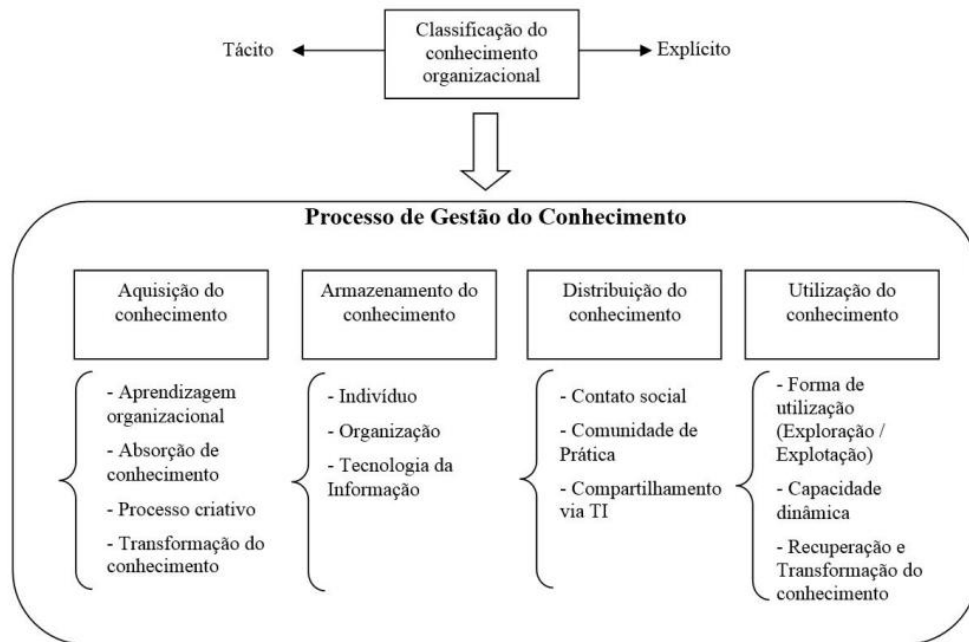 Classificação do
conhecimento
organizacional
Tácito
Explícito
Processo de Gestão do Conhecimento
Aquisição do
conhecimento
- Aprendizagem
organizacional
- Absorção de
conhecimento
- Processo criativo
- Transformação do
conhecimento
Armazenamento do
conhecimento
- Indivíduo
- Organização
- Tecnologia da
Informação
Distribuição do
conhecimento
- Contato social
- Comunidade de
Prática
- Compartilhamento
via TI
Utilização do
conhecimento
- Forma de
utilização
(Exploração /
Explotação)
- Capacidade
dinâmica
- Recuperação e
Transformação do
conhecimento